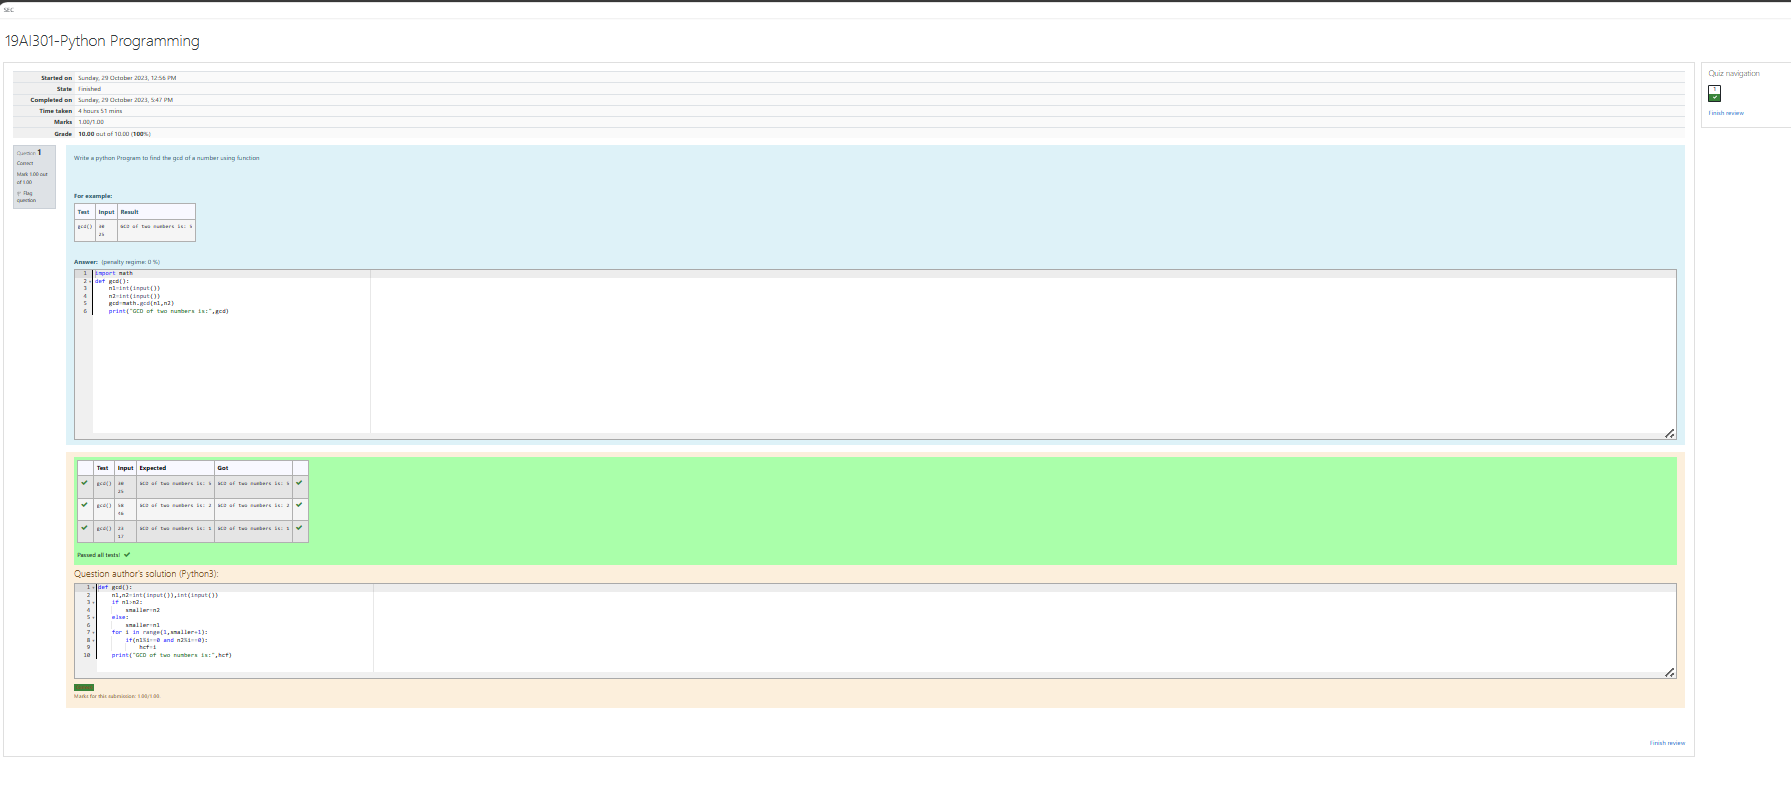 SEC
19AI301-Python Programming
Started on Sunday, 29 October 2023, 12:56 PM
State Finished
Completed on Sunday, 29 October 2023, 5:47 PM
Time taken 4 hours 51 mins
Marks 1.00/1.00
Grade 10.00 out of 10.00 (100%)
Quiz navigation
1
Finish review
Question 1
Correct
Mark 1.00 out
of 1.00
Flag
question
Write a python Program to find the gcd of a number using function
For example:
Test Input Result
gcd() 30 GCD of two numbers is: 5
25
Answer: (penalty regime: 0 %)
1 import math
2 def gcd():
3 n1=int(input())
4 n2=int(input())
5 gcd=math.gcd(n1,n2)
6 print("GCD of two numbers is:",gcd)
Test Input Expected Got
gcd() 30 GCD of two numbers is: 5 GCD of two numbers is: 5
25
gcd() 58 GCD of two numbers is: 2 GCD of two numbers is: 2
gcd() GCD of two numbers is: 1 GCD of two numbers is: 1
17
Passed all tests!
Question author's solution (Python3):
1 def gcd():
2 n1,n2=int(input()),int(input())
3 if n1>n2:
4 smaller=n2
5 else:
6 smaller=n1
7 for i in range(1,smaller+1):
8 if(n1%i==0 and n2%i==0):
9 hcf=i
10 print("GCD of two numbers is:",hcf)
Marks for this submission: 1.00/1.00.
Finish review